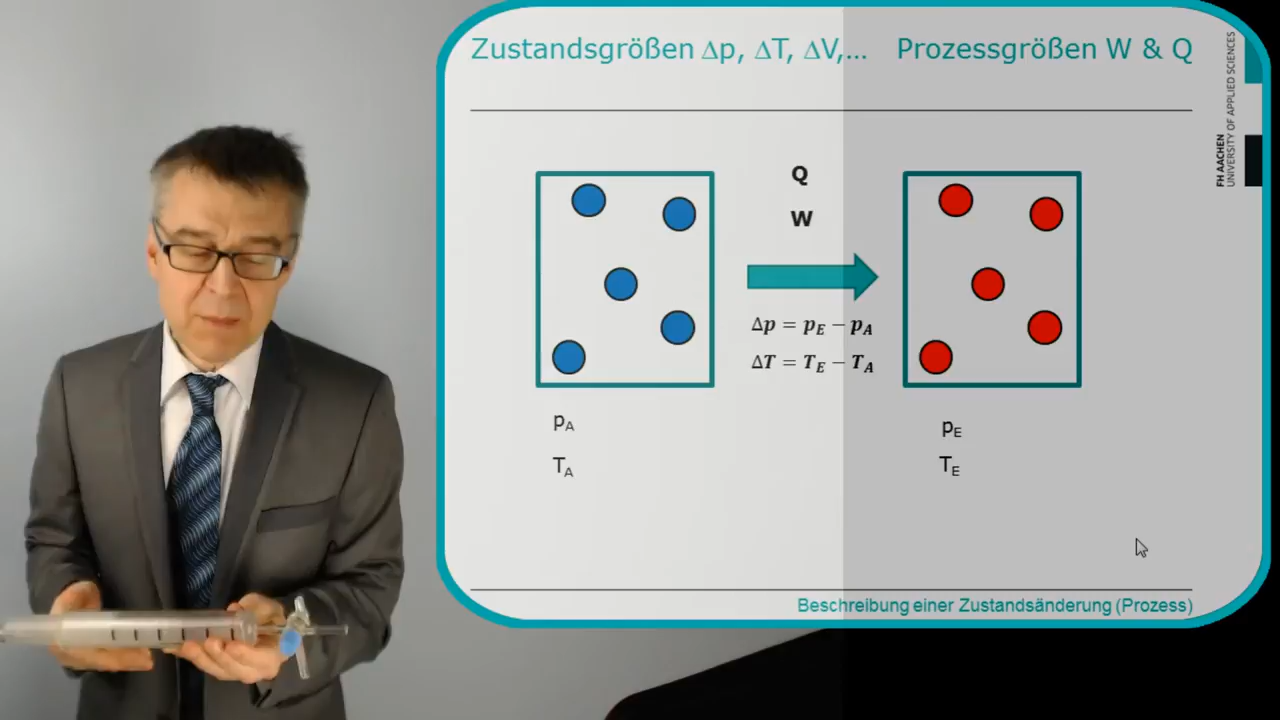 Zustandsgrößen Δp, ΔT, ΔV,... Prozessgrößen W & Q
FH AACHEN
UNIVERSITY OF APPLIED SCIENCES
Q
W
Δp = p_E − p_A
ΔT = T_E − T_A
p_A
T_A
p_E
T_E
Beschreibung einer Zustandsänderung (Prozess)